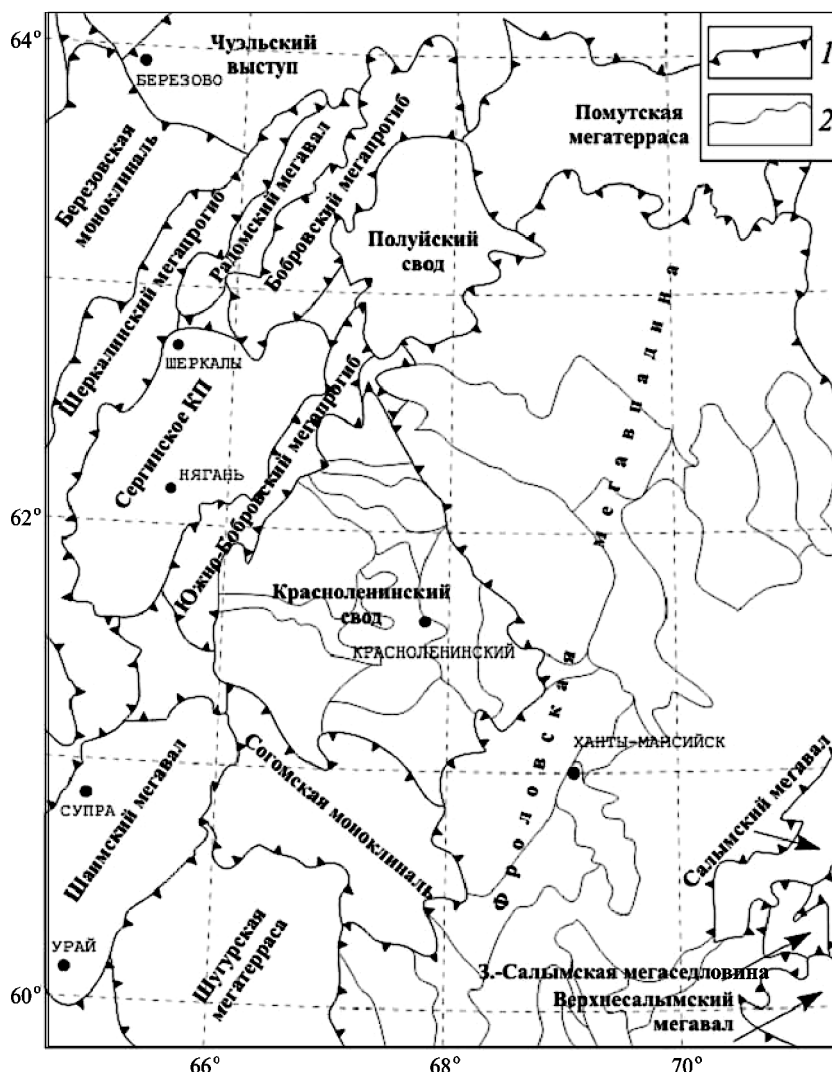 64°
Чуэльский
выступ
БЕРЕЗОВО
1
2
Помутская
мегатерраса
Березовская
моноклиналь
Шеркалинский мегапрогиб
Радомский мегавал
Бобровский мегапрогиб
Полуйский
свод
ШЕРКАЛЫ
Сергинское КП
НЯГАНЬ
Южно-Бобровский мегапрогиб
62°
Красноленинский
свод
КРАСНОЛЕНИНСКИЙ
Фроловская мегавпадина
ХАНТЫ-МАНСИЙСК
Шаимский мегавал
СУПРА
Согомская моноклиналь
Салымский мегавал
УРАЙ
Шугурская
мегатерраса
З.-Салымская мегаседловина
Верхнесалымский
мегавал
60°
66°
68°
70°